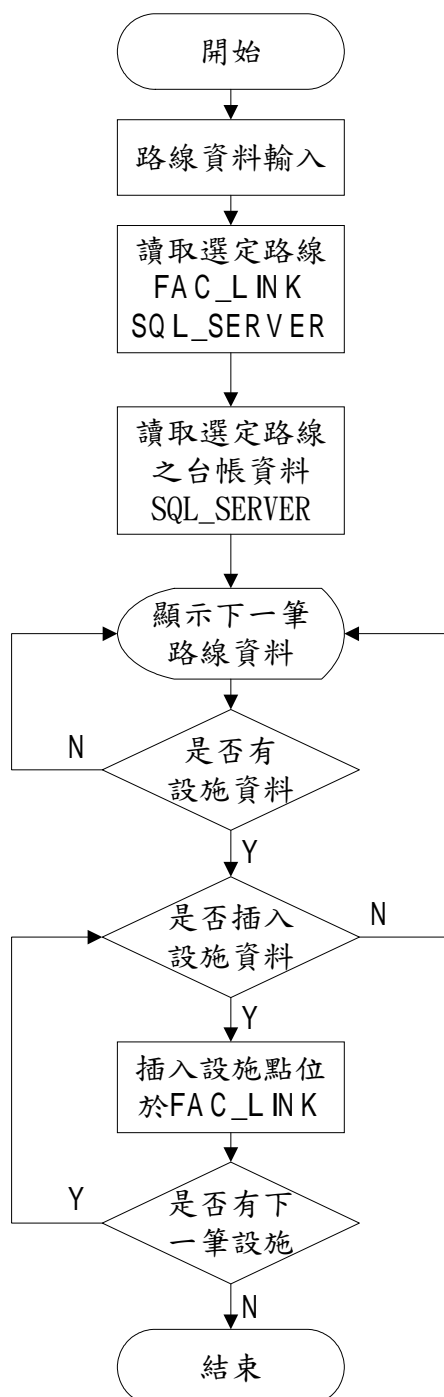 開始
路線資料輸入
讀取選定路線
FAC_LINK
SQL_SERVER
讀取選定路線
之台帳資料
SQL_SERVER
顯示下一筆
路線資料
N
是否有
設施資料
Y
是否插入
設施資料
N
Y
插入設施點位
於FAC_LINK
Y
是否有下
一筆設施
N
結束